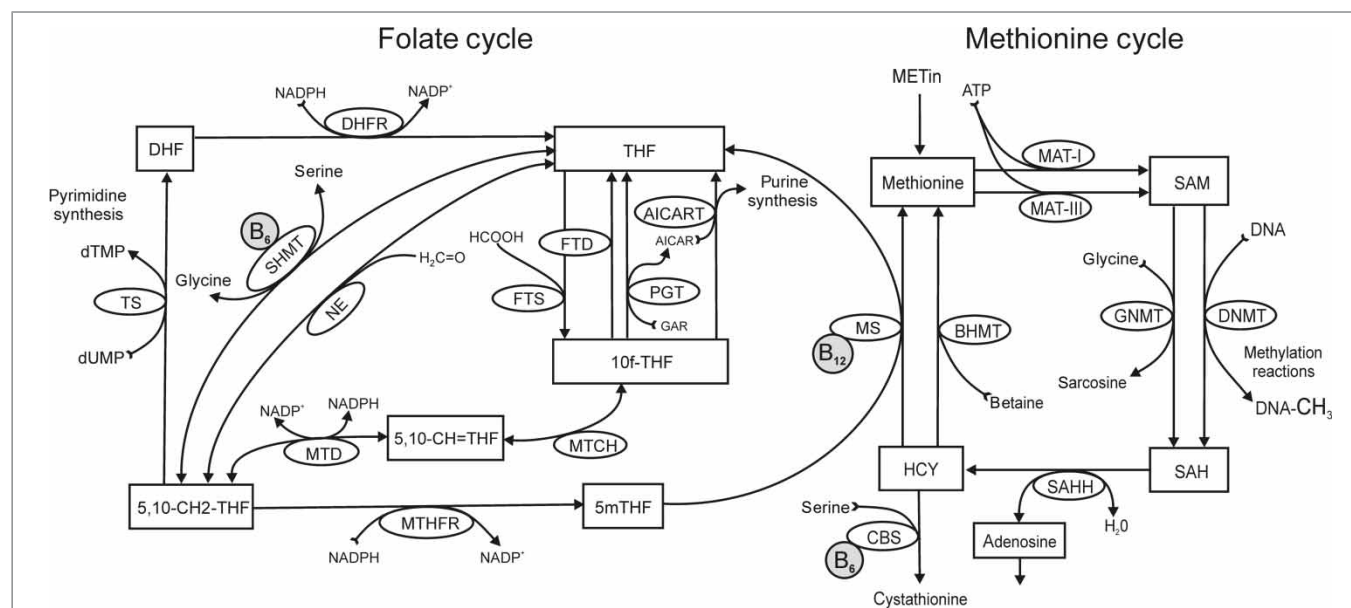 Folate cycle
Methionine cycle
NADPH
NADP⁺
DHFR
DHF
THF
Serine
Pyrimidine
synthesis
B₆
SHMT
dTMP
Glycine
TS
dUMP
H₂C=O
NE
HCOOH
FTD
FTS
AICART
Purine
synthesis
AICAR
PGT
GAR
10f-THF
NADP⁺
NADPH
MTD
5,10-CH=THF
MTCH
5,10-CH2-THF
MTHFR
NADPH
NADP⁺
5mTHF
METin
ATP
Methionine
MAT-I
MAT-III
SAM
MS
B₁₂
BHMT
Betaine
Glycine
GNMT
Sarcosine
DNA
DNMT
Methylation
reactions
DNA-CH₃
HCY
SAHH
SAH
H₂0
Adenosine
Serine
CBS
B₆
Cystathionine